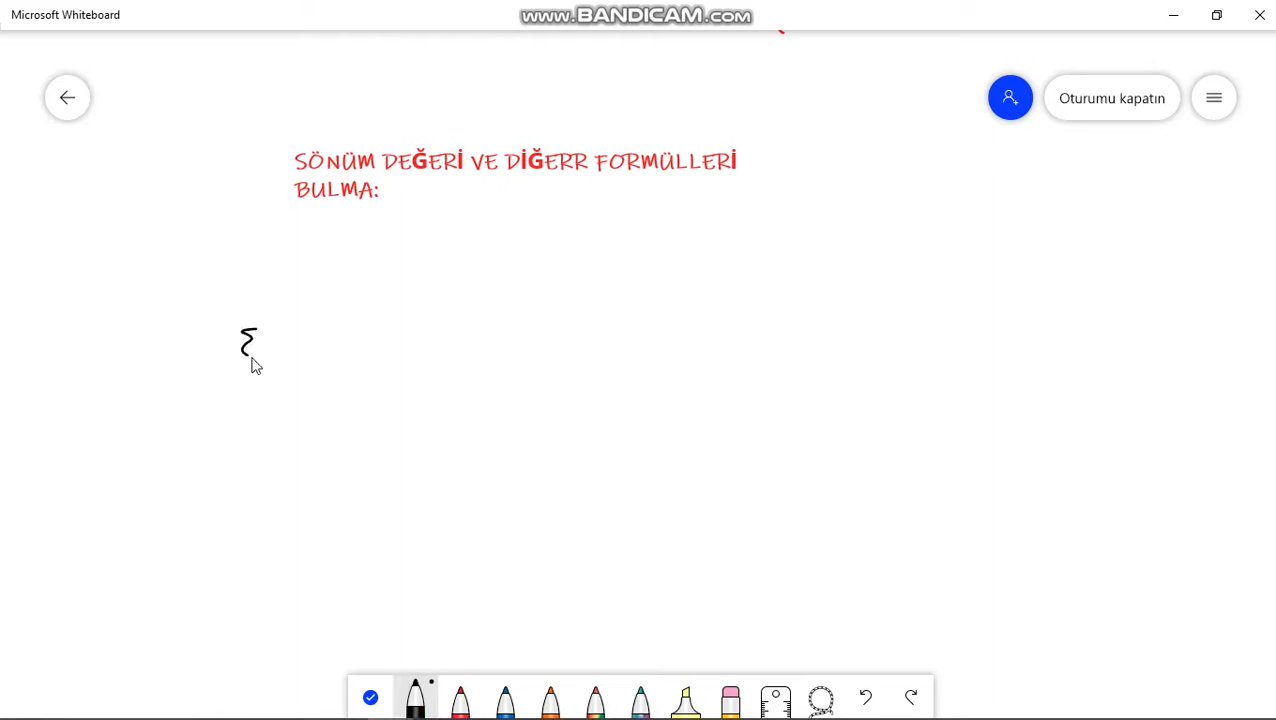 Microsoft Whiteboard
www.BANDICAM.com
Oturumu kapatın
SÖNÜM DEĞERİ VE DİĞERR FORMÜLLERİ
BULMA: